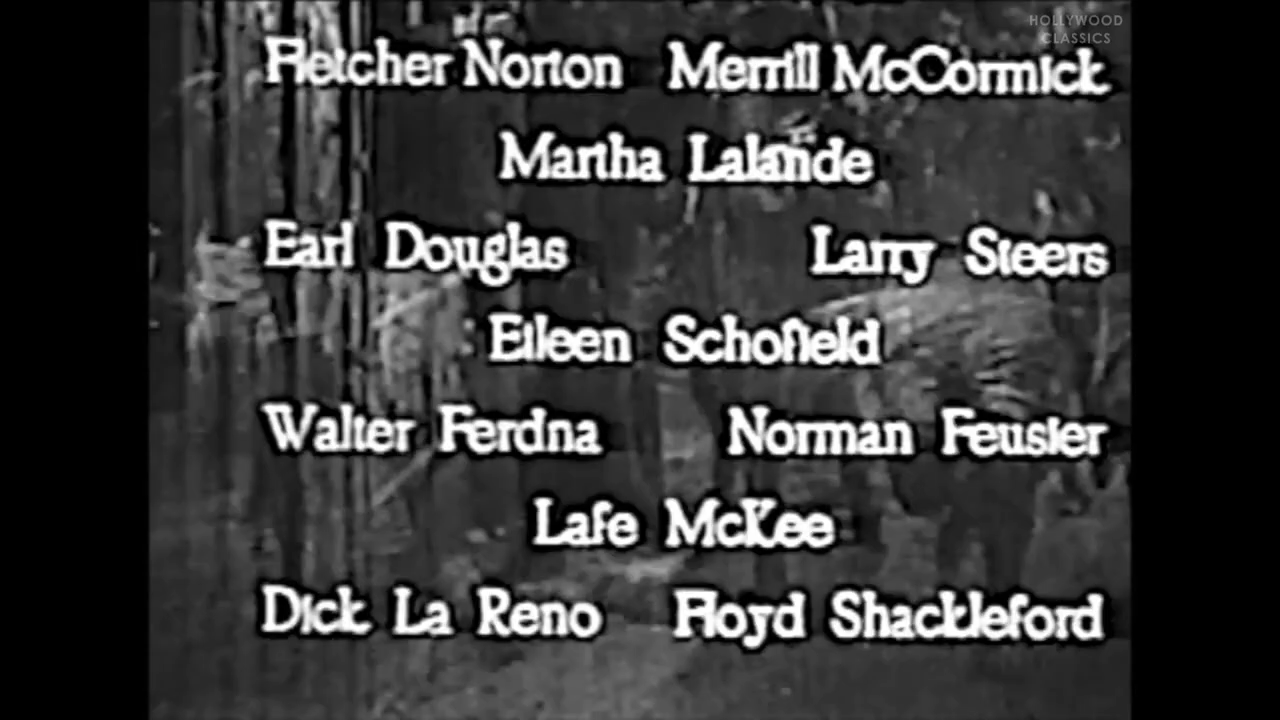 HOLLYWOOD
CLASSICS
Fletcher Norton Merrill McCormick
Martha Lalande
Earl Douglas Larry Steers
Eileen Schofield
Walter Ferdna Norman Feusier
Lafe McKee
Dick La Reno Floyd Shackleford